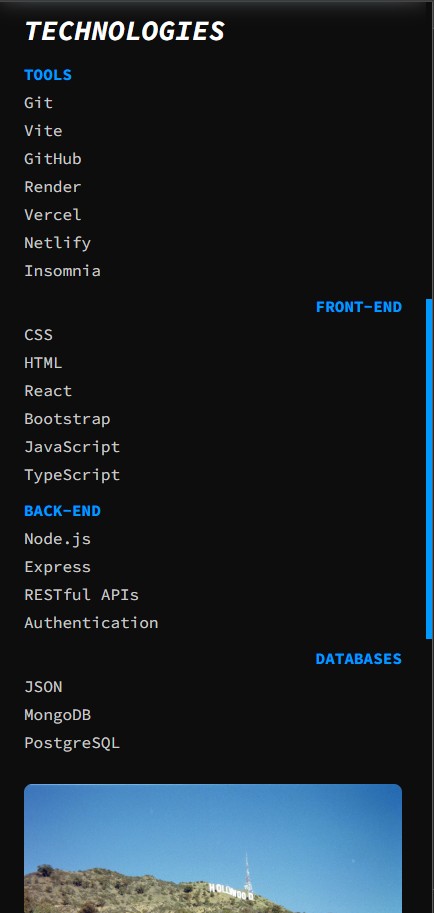 TECHNOLOGIES
TOOLS
Git
Vite
GitHub
Render
Vercel
Netlify
Insomnia
FRONT-END
CSS
HTML
React
Bootstrap
JavaScript
TypeScript
BACK-END
Node.js
Express
RESTful APIs
Authentication
DATABASES
JSON
MongoDB
PostgreSQL
HOLLYWOOD